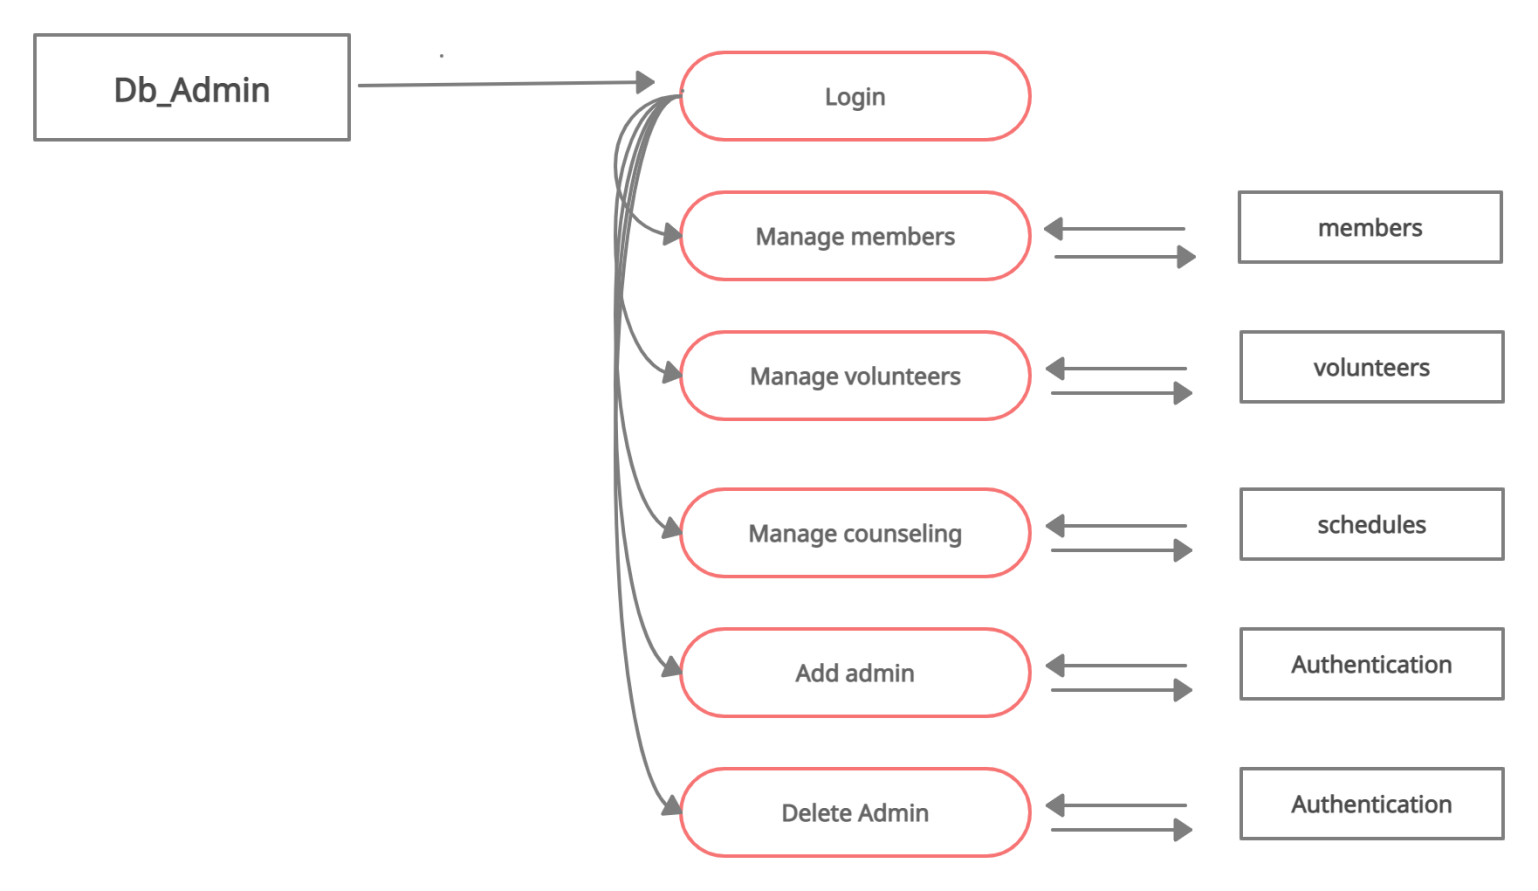 Db_Admin
Login
Manage members
members
Manage volunteers
volunteers
Manage counseling
schedules
Add admin
Authentication
Delete Admin
Authentication